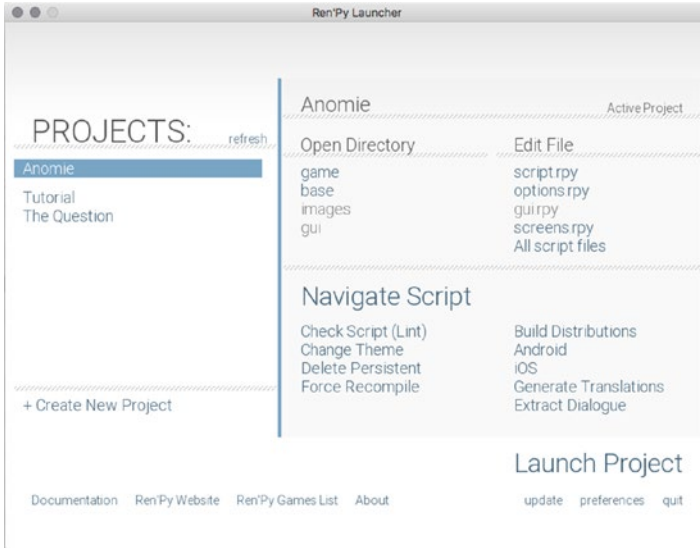 Ren'Py Launcher
PROJECTS:
refresh
Anomie
Tutorial
The Question
+ Create New Project
Anomie
Active Project
Open Directory
game
base
images
gui
Edit File
script.rpy
options.rpy
gui.rpy
screens.rpy
All script files
Navigate Script
Check Script (Lint)
Change Theme
Delete Persistent
Force Recompile
Build Distributions
Android
iOS
Generate Translations
Extract Dialogue
Launch Project
Documentation Ren'Py Website Ren'Py Games List About
update preferences quit